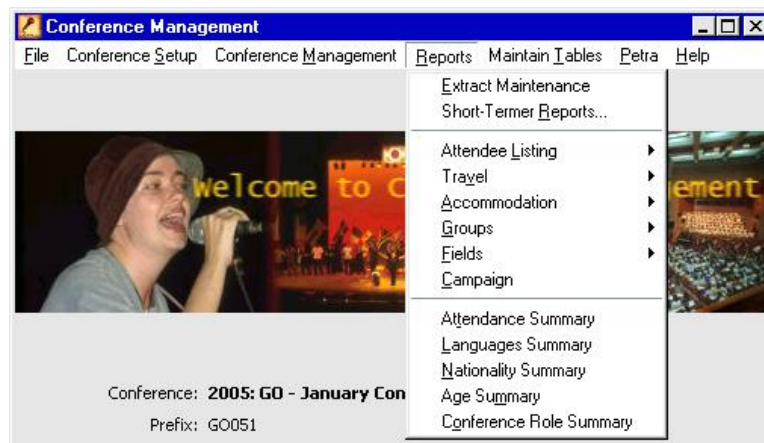 Conference Management
File Conference Setup Conference Management Reports Maintain Tables Petra Help
Extract Maintenance
Short-Termer Reports...
Attendee Listing
Travel
Accommodation
Groups
Fields
Campaign
Attendance Summary
Languages Summary
Nationality Summary
Age Summary
Conference Role Summary
Welcome to C
ement
Conference: 2005: GO - January Con
Prefix: GO051